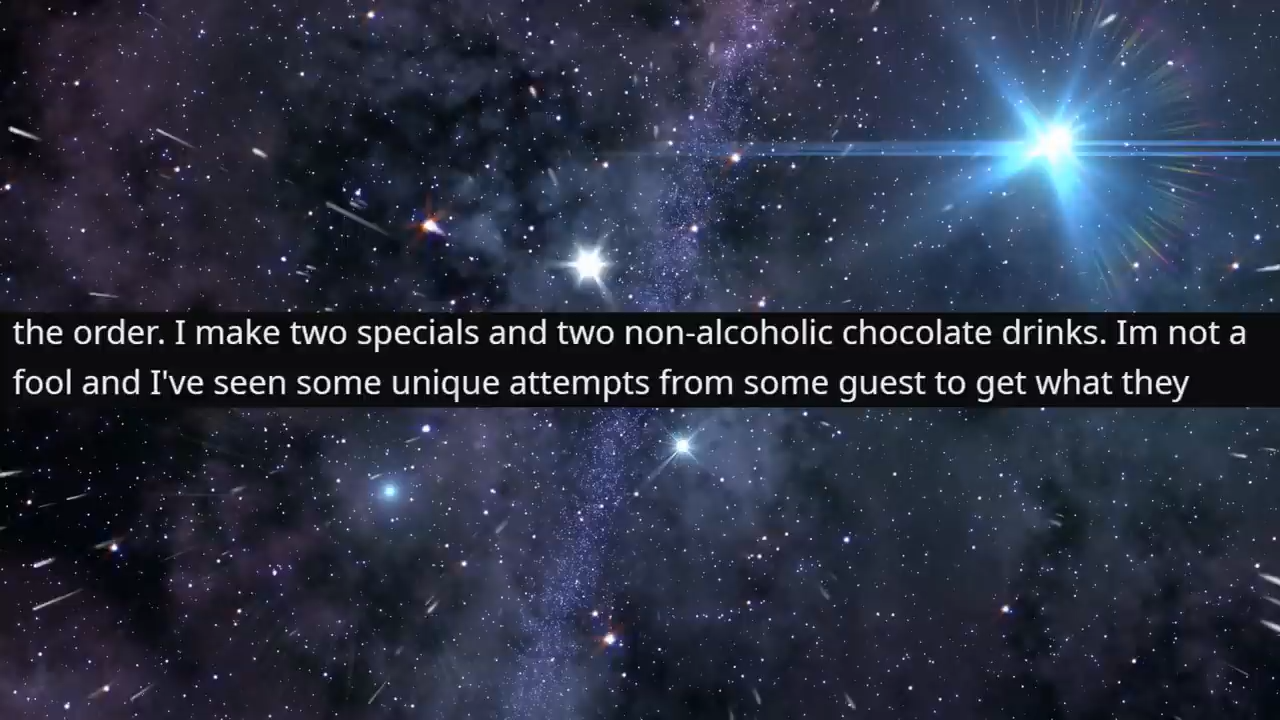 the order. I make two specials and two non-alcoholic chocolate drinks. Im not a
fool and I've seen some unique attempts from some guest to get what they